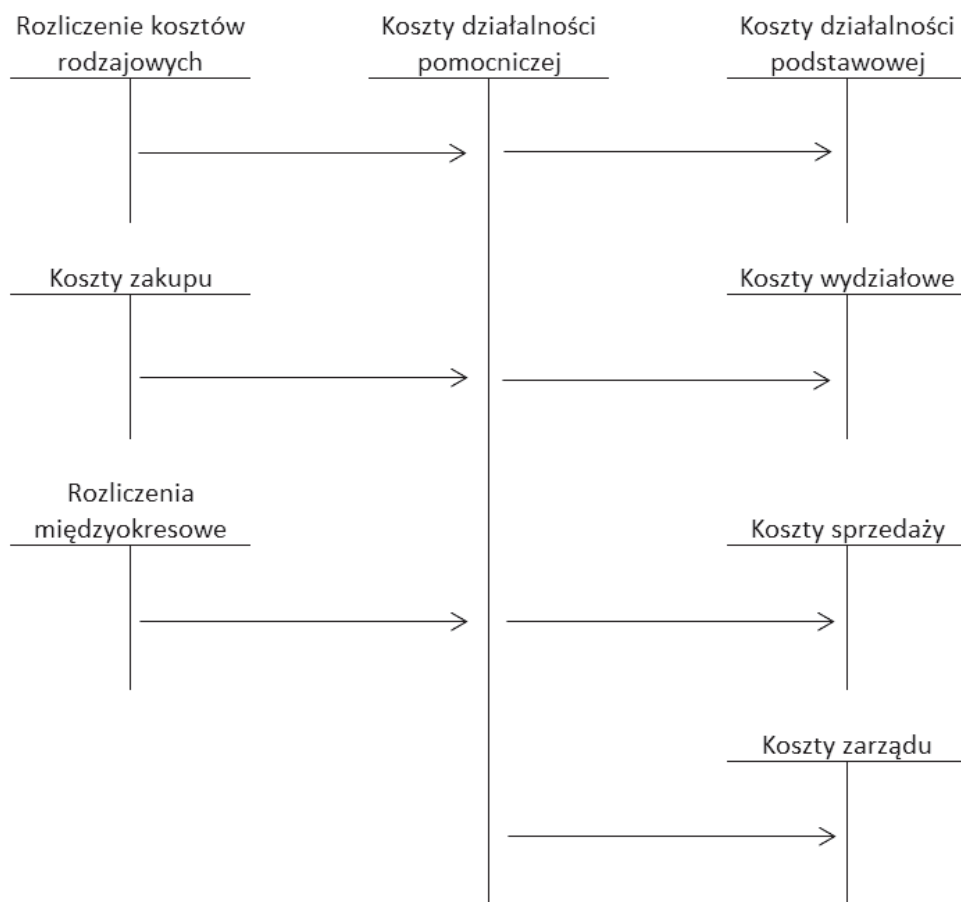 Rozliczenie kosztów
rodzajowych
Koszty działalności
pomocniczej
Koszty działalności
podstawowej
Koszty zakupu
Koszty wydziałowe
Rozliczenia
międzyokresowe
Koszty sprzedaży
Koszty zarządu